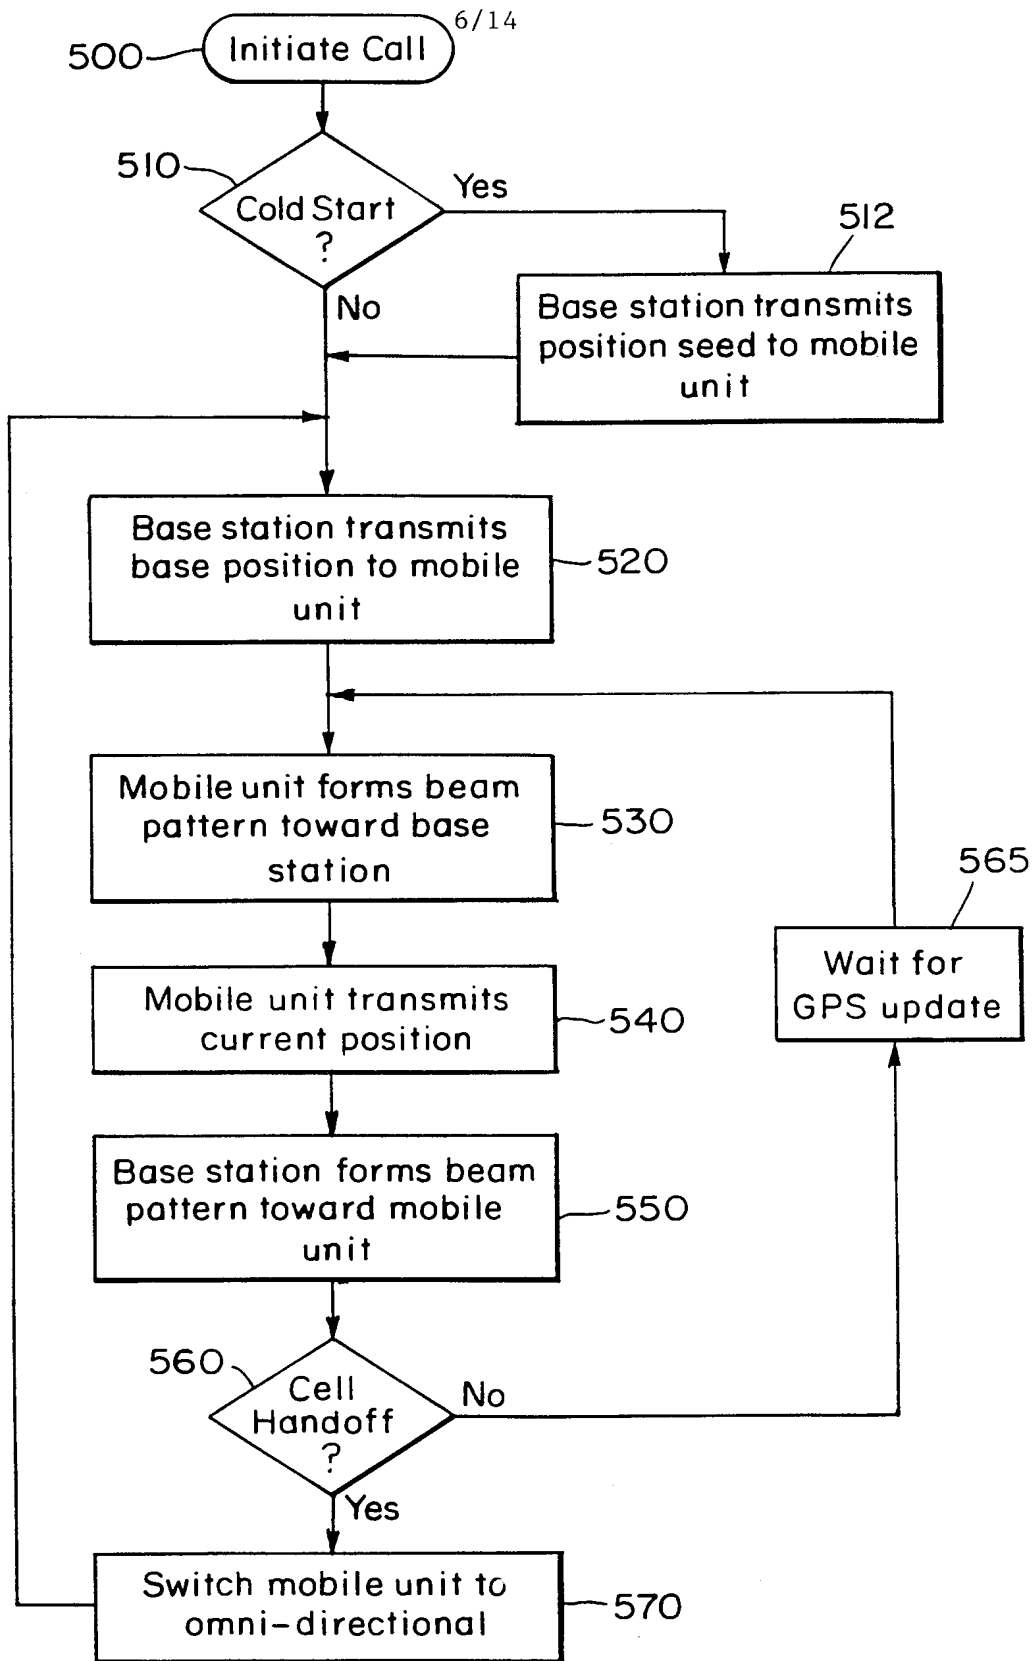 6/14
500
Initiate Call
510
Cold Start
?
Yes
No
512
Base station transmits
position seed to mobile
unit
Base station transmits
base position to mobile
unit
520
Mobile unit forms beam
pattern toward base
station
530
565
Wait for
GPS update
Mobile unit transmits
current position
540
Base station forms beam
pattern toward mobile
unit
550
560
Cell
Handoff
?
No
Yes
Switch mobile unit to
omni-directional
570